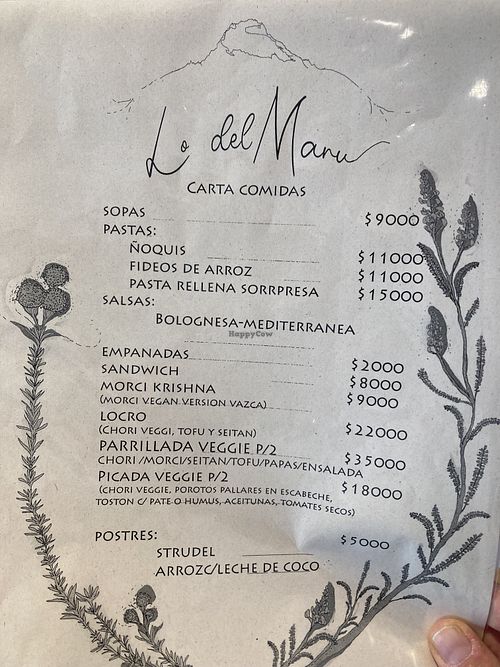 Lo del Manu
CARTA COMIDAS
SOPAS $9000
PASTAS:
ÑOQUIS $11000
FIDEOS DE ARROZ $11000
PASTA RELLENA SORRPRESA $15000
SALSAS:
BOLOGNESA-MEDITERRANEA
HappyCow
EMPANADAS $2000
SANDWICH $8000
MORCI KRISHNA $9000
(MORCI VEGAN VERSION VAZCA)
LOCRO $22000
(CHORI VEGGI, TOFU Y SEITAN)
PARRILLADA VEGGIE P/2 $35000
CHORI /MORCI/SEITAN/TOFU/PAPAS/ENSALADA
PICADA VEGGIE P/2 $18000
(CHORI VEGGIE, POROTOS PALLARES EN ESCABECHE,
TOSTON C/ PATE O HUMUS, ACEITUNAS, TOMATES SECOS)
POSTRES: $5000
STRUDEL
ARROZC/LECHE DE COCO